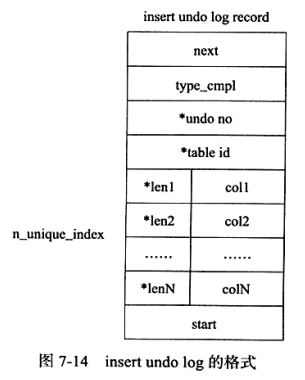 insert undo log record
next
type_cmpl
*undo no
*table id
*len1 col1
*len2 col2
n_unique_index
...... ......
*lenN colN
start
图 7-14 insert undo log 的格式